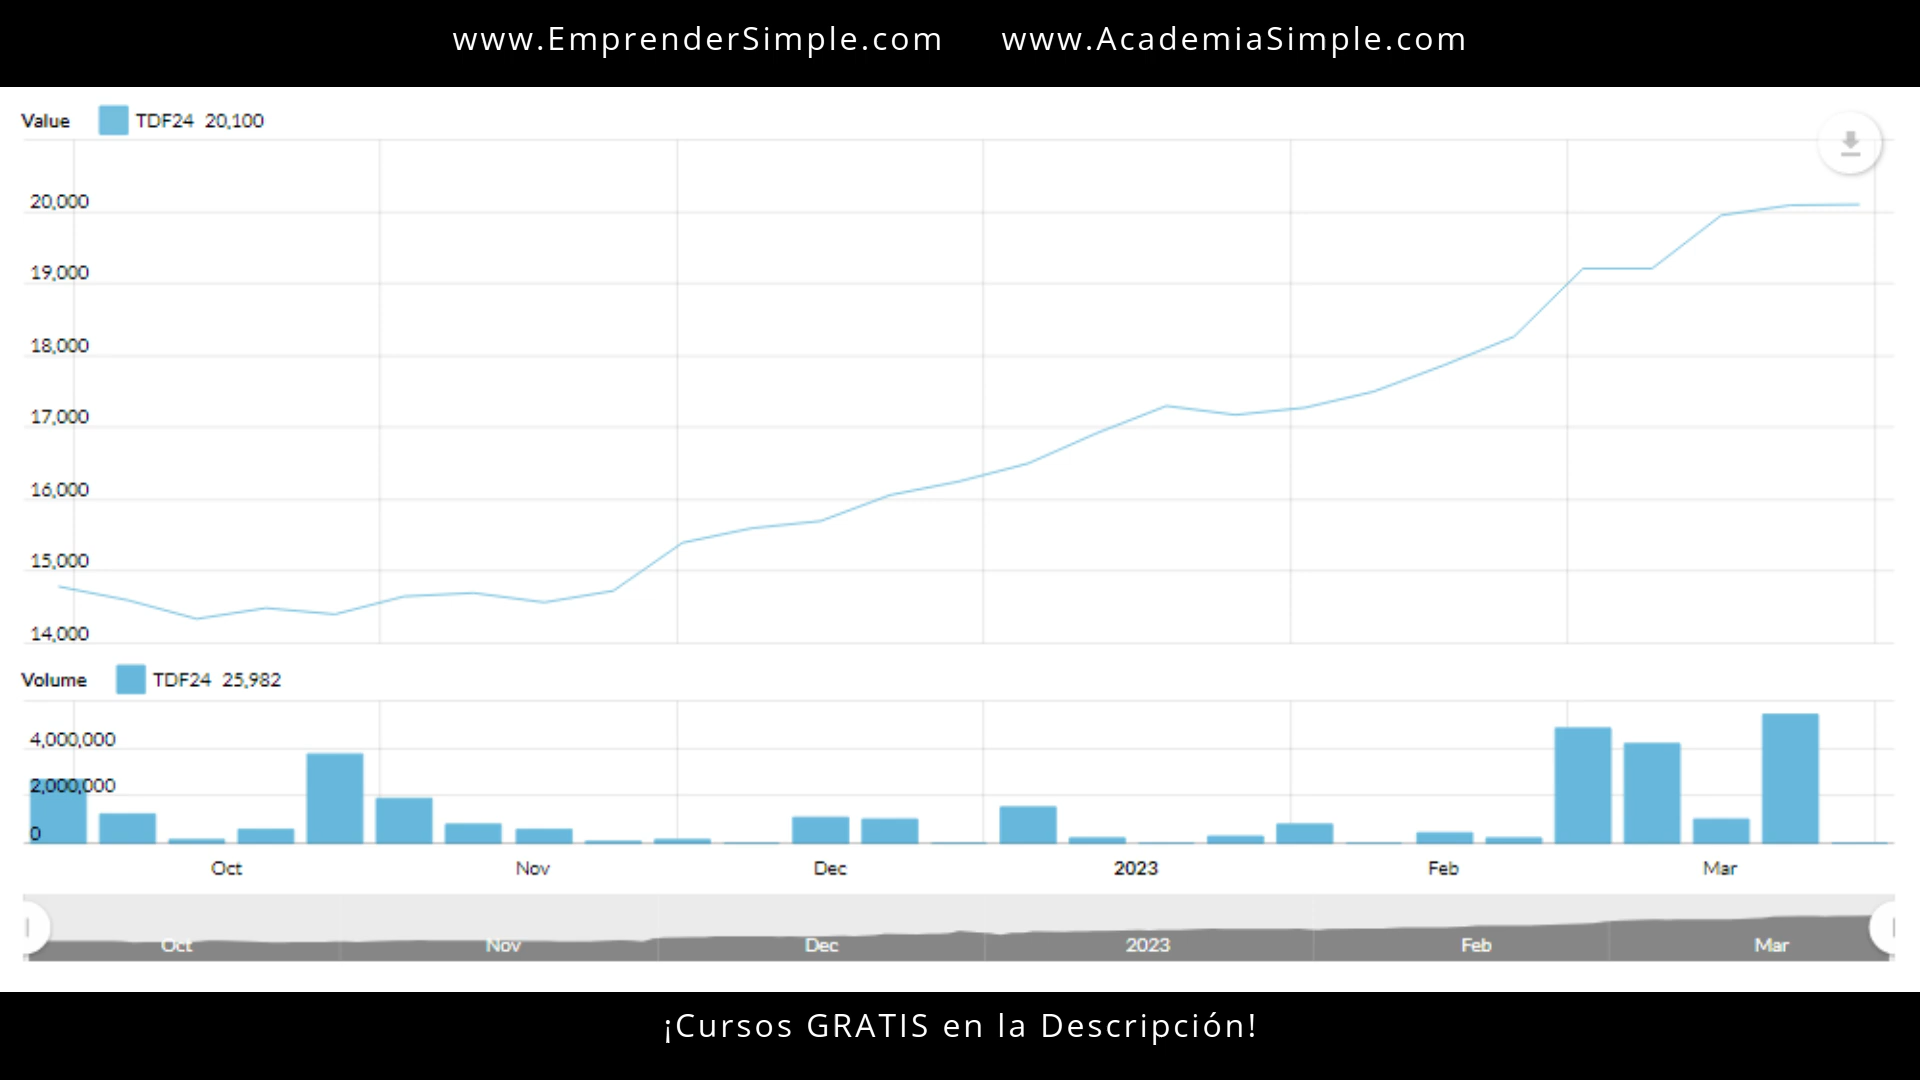 www.EmprenderSimple.com www.AcademiaSimple.com
Value TDF24 20,100
20,000
19,000
18,000
17,000
16,000
15,000
14,000
Volume TDF24 25,982
4,000,000
2,000,000
0
Oct Nov Dec 2023 Feb Mar
Oct Nov Dec 2023 Feb Mar
¡Cursos GRATIS en la Descripción!